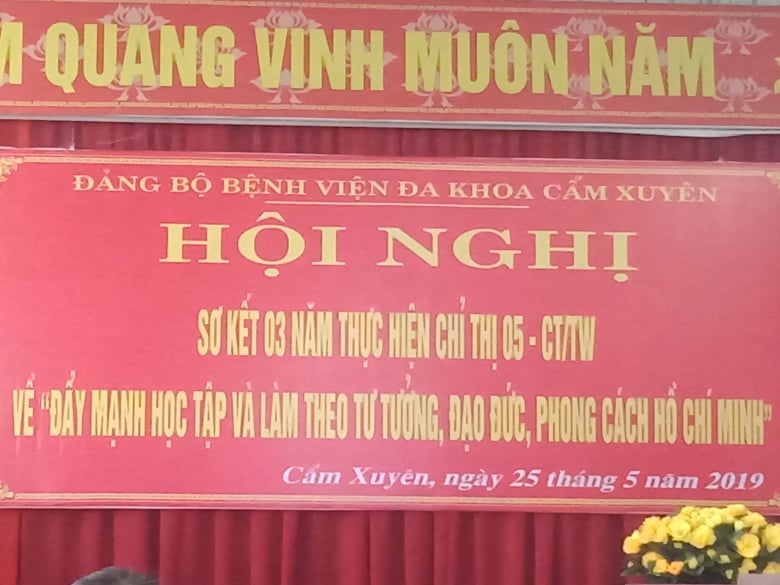 M QUANG VINH MUÔN NĂM
ĐẢNG BỘ BỆNH VIỆN ĐA KHOA CẨM XUYÊN
HỘI NGHỊ
SƠ KẾT 03 NĂM THỰC HIỆN CHỈ THỊ 05 - CT/TW
VỀ "ĐẨY MẠNH HỌC TẬP VÀ LÀM THEO TƯ TƯỞNG, ĐẠO ĐỨC, PHONG CÁCH HỒ CHÍ MINH"
Cẩm Xuyên, ngày 25 tháng 5 năm 2019